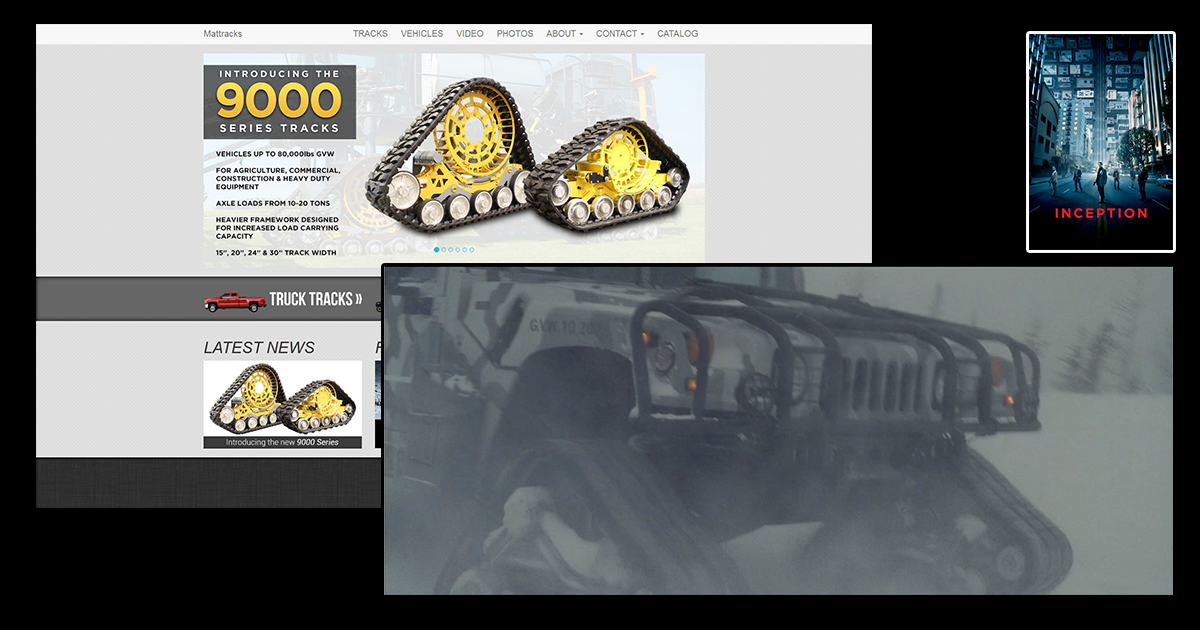 Mattracks
TRACKS VEHICLES VIDEO PHOTOS ABOUT CONTACT CATALOG
INTRODUCING THE
9000
SERIES TRACKS
VEHICLES UP TO 80,000lbs GVW
FOR AGRICULTURE, COMMERCIAL,
CONSTRUCTION & HEAVY DUTY
EQUIPMENT
AXLE LOADS FROM 10-20 TONS
HEAVIER FRAMEWORK DESIGNED
FOR INCREASED LOAD CARRYING
CAPACITY
15", 20", 24" & 30" TRACK WIDTH
TRUCK TRACKS »
LATEST NEWS
Introducing the new 9000 Series
INCEPTION
GVW 10,200